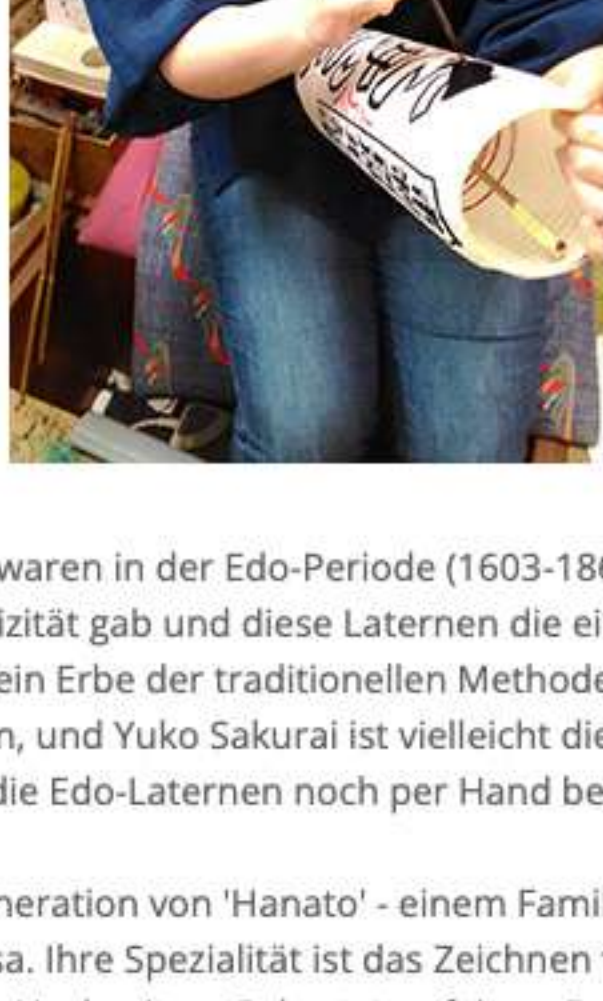 waren in der Edo-Periode (1603-186
izität gab und diese Laternen die ei
ein Erbe der traditionellen Methode
n, und Yuko Sakurai ist vielleicht die
die Edo-Laternen noch per Hand be
neration von 'Hanato' - einem Fami
sa. Ihre Spezialität ist das Zeichnen